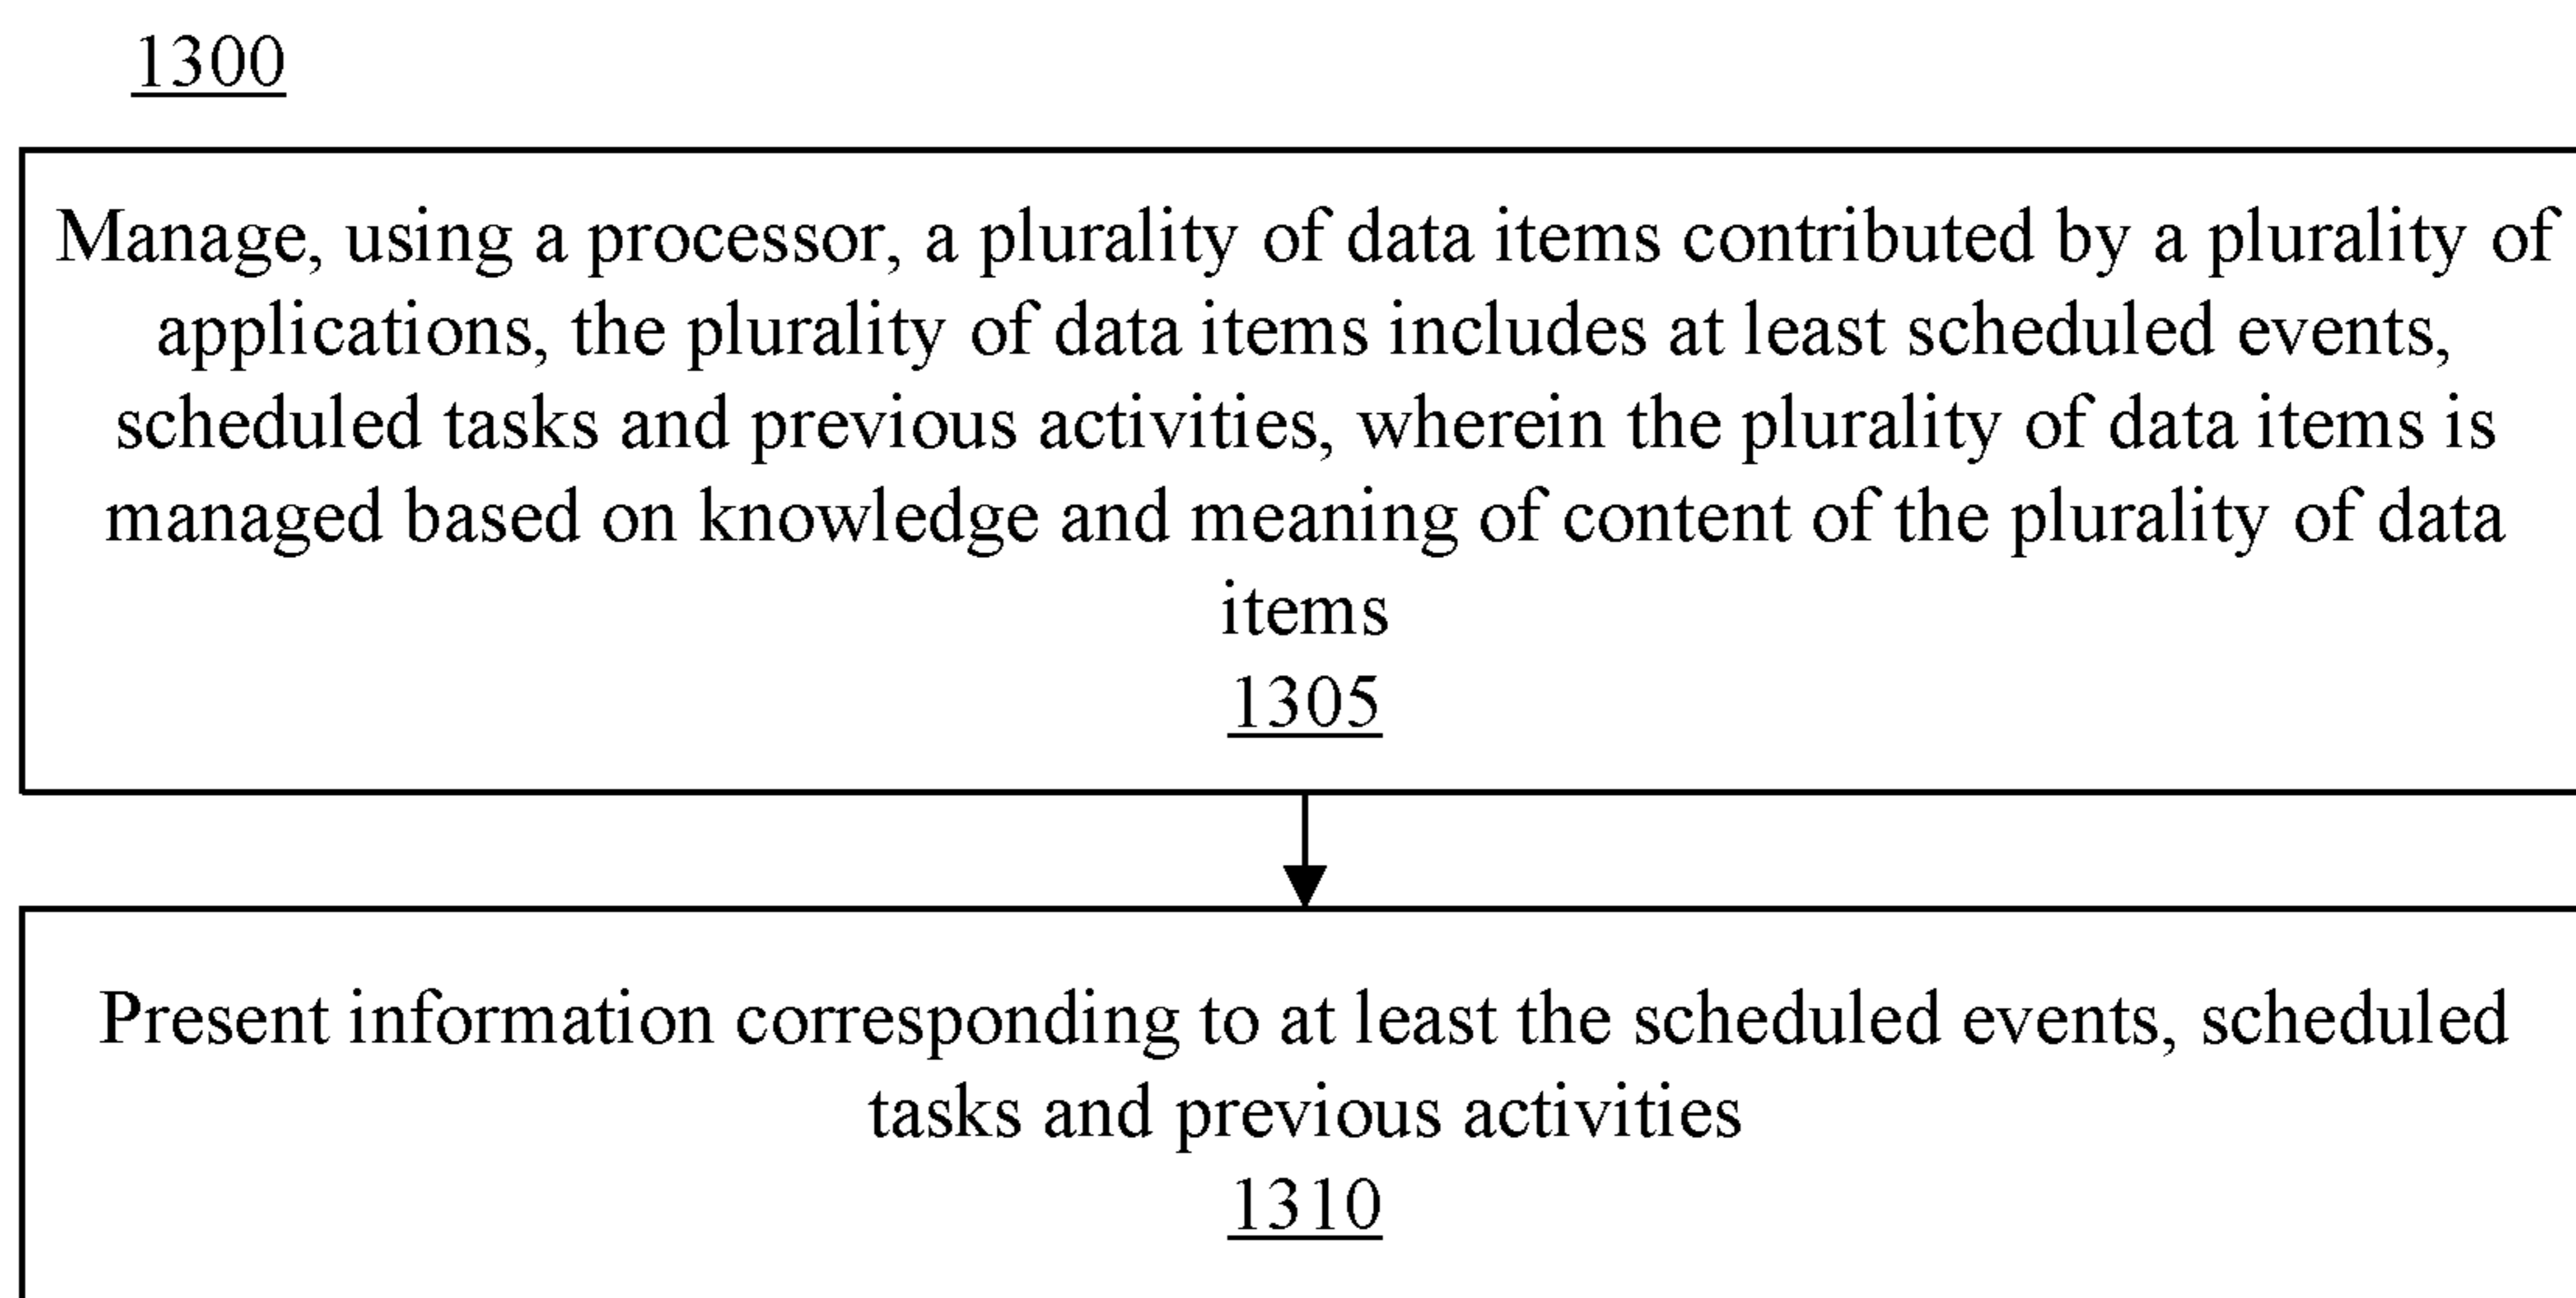 1300
Manage, using a processor, a plurality of data items contributed by a plurality of
applications, the plurality of data items includes at least scheduled events,
scheduled tasks and previous activities, wherein the plurality of data items is
managed based on knowledge and meaning of content of the plurality of data
items
1305
Present information corresponding to at least the scheduled events, scheduled
tasks and previous activities
1310